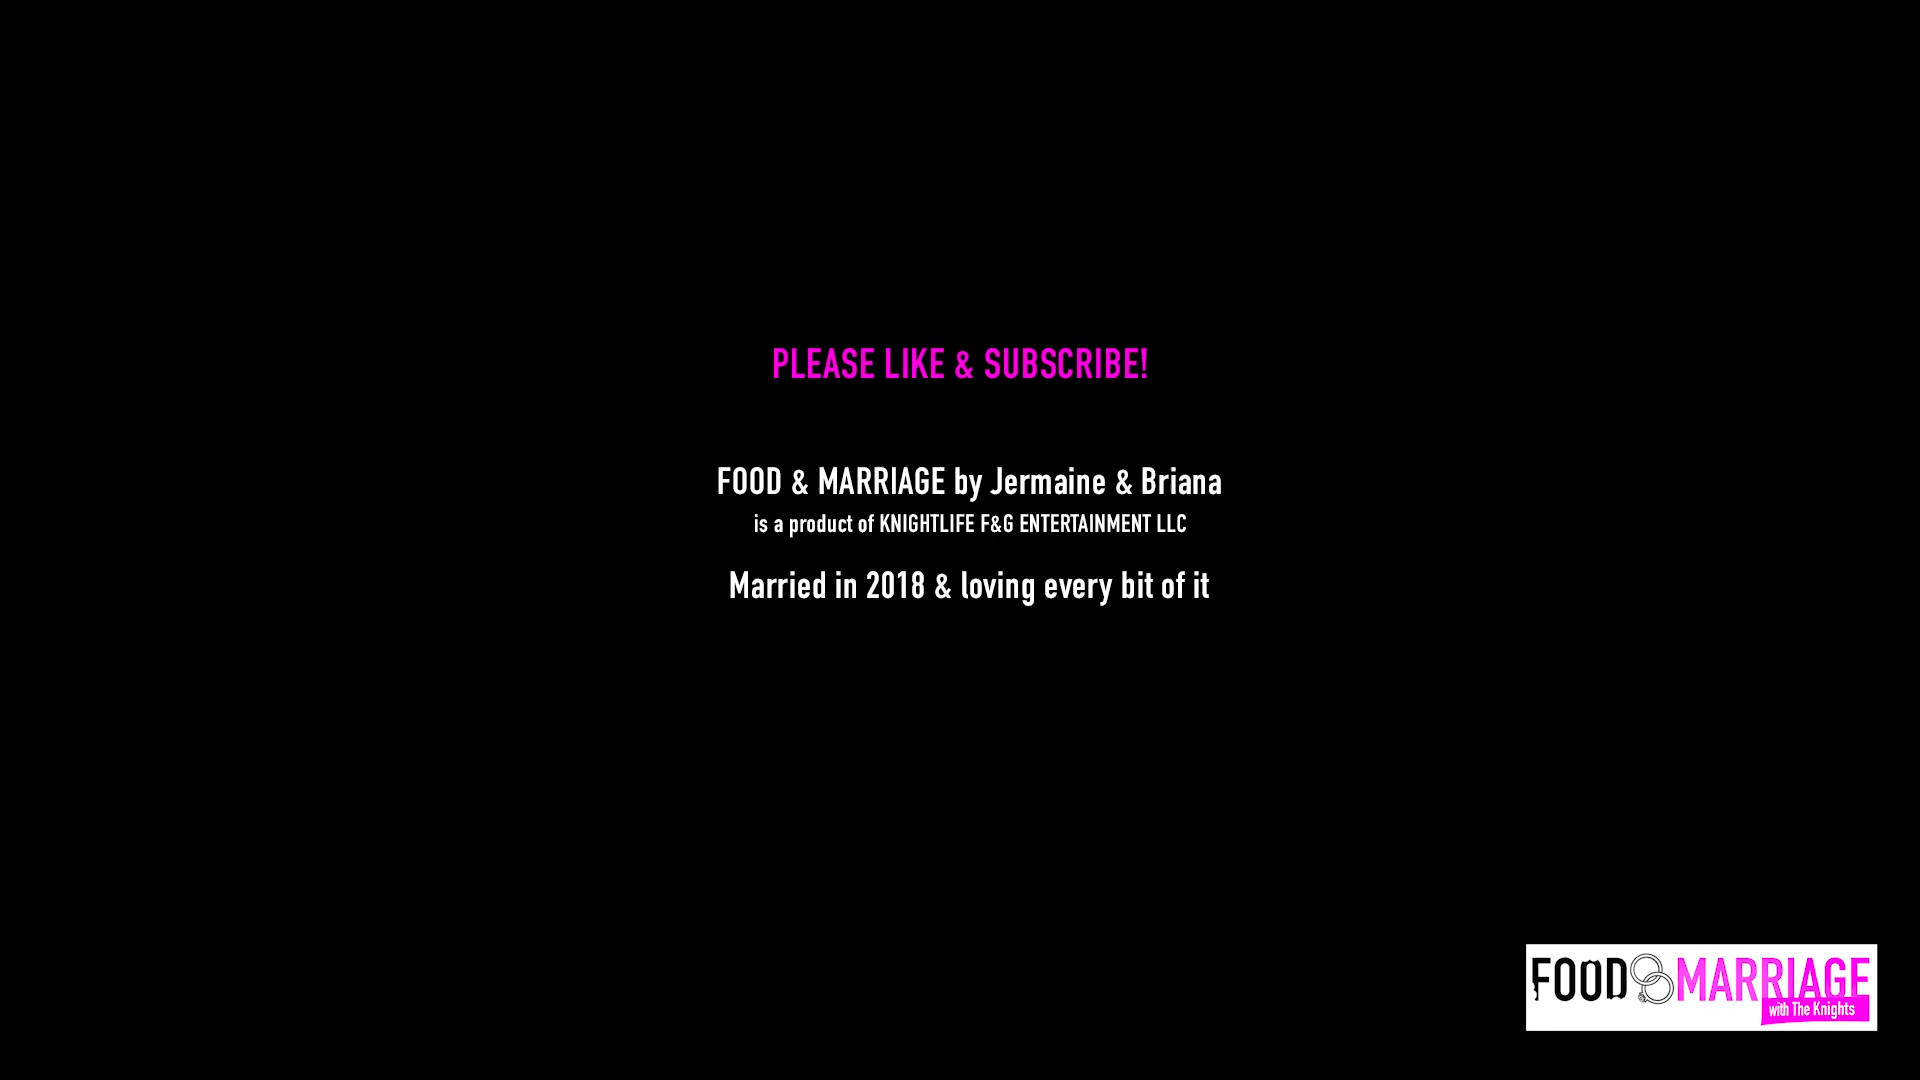 PLEASE LIKE & SUBSCRIBE!
FOOD & MARRIAGE by Jermaine & Briana
is a product of KNIGHTLIFE F&G ENTERTAINMENT LLC
Married in 2018 & loving every bit of it
FOOD MARRIAGE
with The Knights